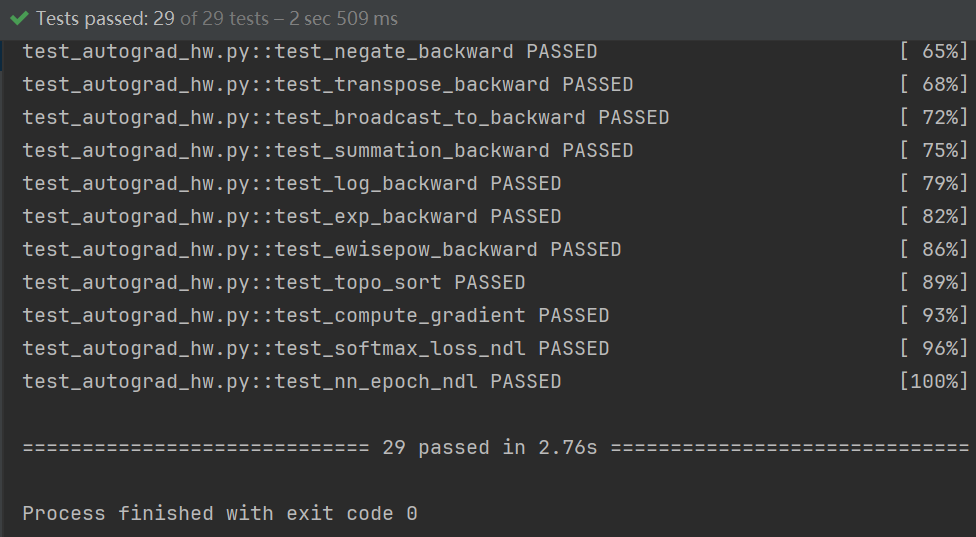 Tests passed: 29 of 29 tests – 2 sec 509 ms
test_autograd_hw.py::test_negate_backward PASSED [ 65%]
test_autograd_hw.py::test_transpose_backward PASSED [ 68%]
test_autograd_hw.py::test_broadcast_to_backward PASSED [ 72%]
test_autograd_hw.py::test_summation_backward PASSED [ 75%]
test_autograd_hw.py::test_log_backward PASSED [ 79%]
test_autograd_hw.py::test_exp_backward PASSED [ 82%]
test_autograd_hw.py::test_ewisepow_backward PASSED [ 86%]
test_autograd_hw.py::test_topo_sort PASSED [ 89%]
test_autograd_hw.py::test_compute_gradient PASSED [ 93%]
test_autograd_hw.py::test_softmax_loss_ndl PASSED [ 96%]
test_autograd_hw.py::test_nn_epoch_ndl PASSED [100%]
============================= 29 passed in 2.76s ==============================
Process finished with exit code 0